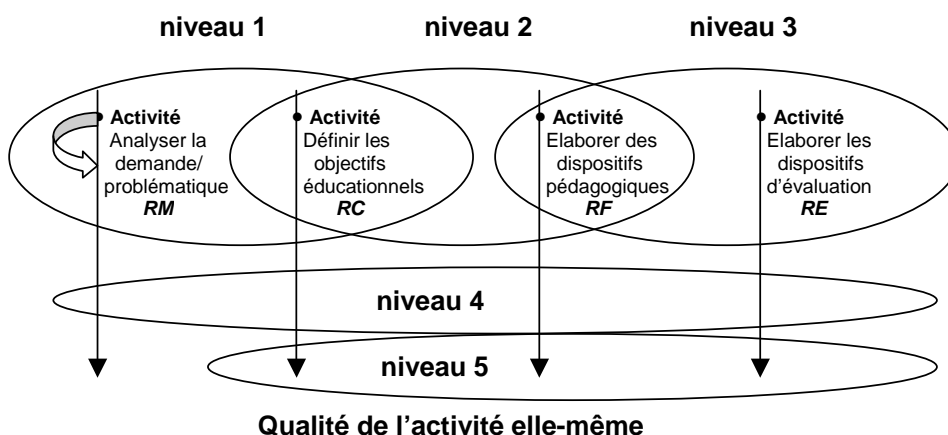 niveau 1
niveau 2
niveau 3
Activité
Analyser la
demande/
problématique
RM
Activité
Définir les
objectifs
éducationnels
RC
Activité
Elaborer des
dispositifs
pédagogiques
RF
Activité
Elaborer les
dispositifs
d’évaluation
RE
niveau 4
niveau 5
Qualité de l’activité elle-même